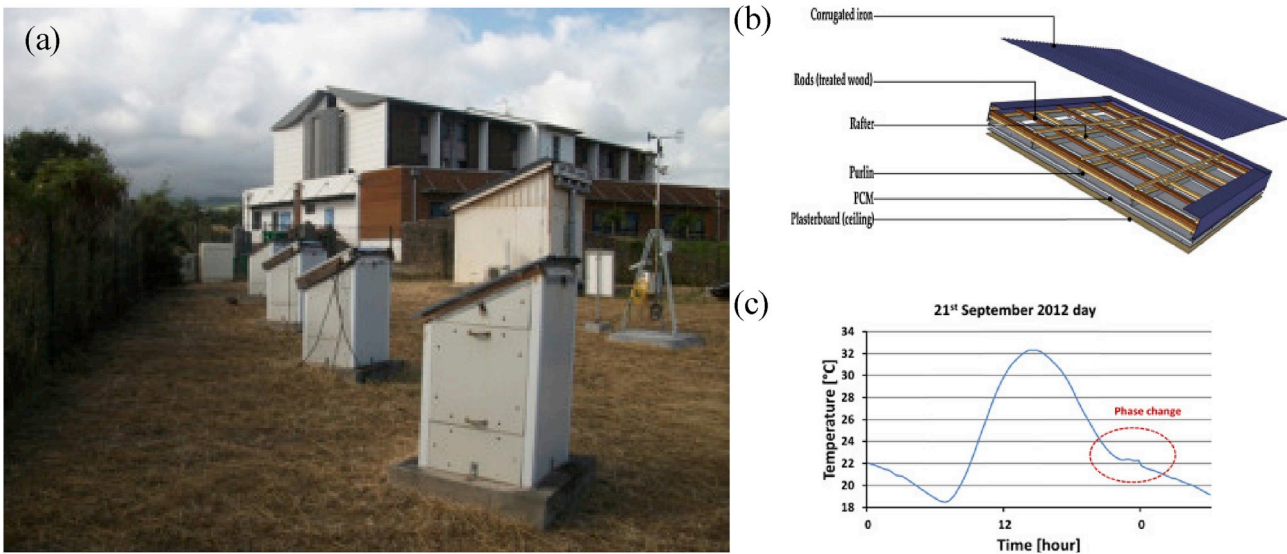 (a)
(b)
Corrugated iron
Rods (treated wood)
Rafter
Purlin
PCM
Plasterboard (ceiling)
(c)
21st September 2012 day
Temperature [°C]
34
32
30
28
26
24
22
20
18
Phase change
0
12
0
Time [hour]